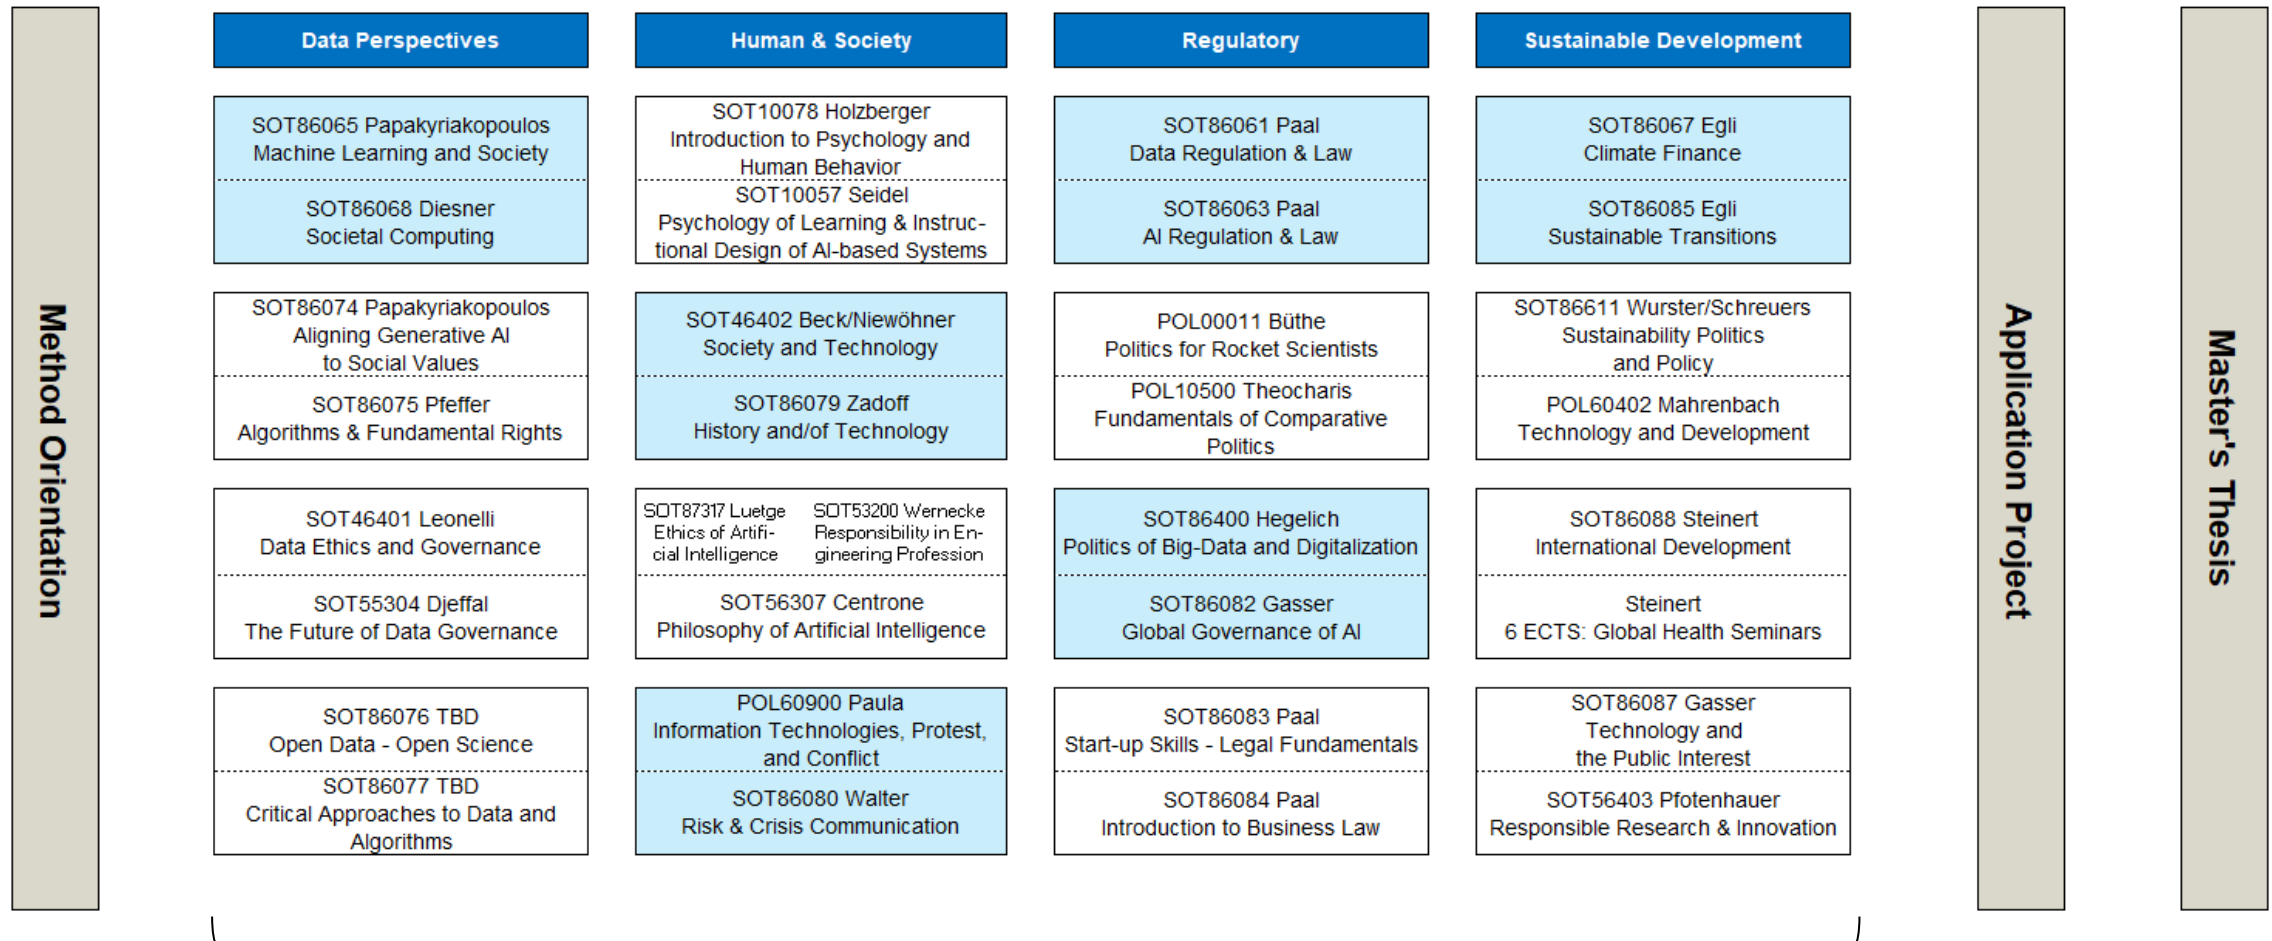 Method Orientation
Data Perspectives
SOT86065 Papakyriakopoulos
Machine Learning and Society
SOT86068 Diesner
Societal Computing
SOT86074 Papakyriakopoulos
Aligning Generative AI
to Social Values
SOT86075 Pfeffer
Algorithms & Fundamental Rights
SOT46401 Leonelli
Data Ethics and Governance
SOT55304 Djeffal
The Future of Data Governance
SOT86076 TBD
Open Data - Open Science
SOT86077 TBD
Critical Approaches to Data and
Algorithms
Human & Society
SOT10078 Holzberger
Introduction to Psychology and
Human Behavior
SOT10057 Seidel
Psychology of Learning & Instruc-
tional Design of AI-based Systems
SOT46402 Beck/Niewöhner
Society and Technology
SOT86079 Zadoff
History and/of Technology
SOT87317 Luetge
Ethics of Artifi-
cial Intelligence
SOT53200 Wernecke
Responsibility in En-
gineering Profession
SOT56307 Centrone
Philosophy of Artificial Intelligence
POL60900 Paula
Information Technologies, Protest,
and Conflict
SOT86080 Walter
Risk & Crisis Communication
Regulatory
SOT86061 Paal
Data Regulation & Law
SOT86063 Paal
AI Regulation & Law
POL00011 Büthe
Politics for Rocket Scientists
POL10500 Theocharis
Fundamentals of Comparative
Politics
SOT86400 Hegelich
Politics of Big-Data and Digitalization
SOT86082 Gasser
Global Governance of AI
SOT86083 Paal
Start-up Skills - Legal Fundamentals
SOT86084 Paal
Introduction to Business Law
Sustainable Development
SOT86067 Egli
Climate Finance
SOT86085 Egli
Sustainable Transitions
SOT86611 Wurster/Schreuers
Sustainability Politics
and Policy
POL60402 Mahrenbach
Technology and Development
SOT86088 Steinert
International Development
Steinert
6 ECTS: Global Health Seminars
SOT86087 Gasser
Technology and
the Public Interest
SOT56403 Pfotenhauer
Responsible Research & Innovation
Application Project
Master's Thesis